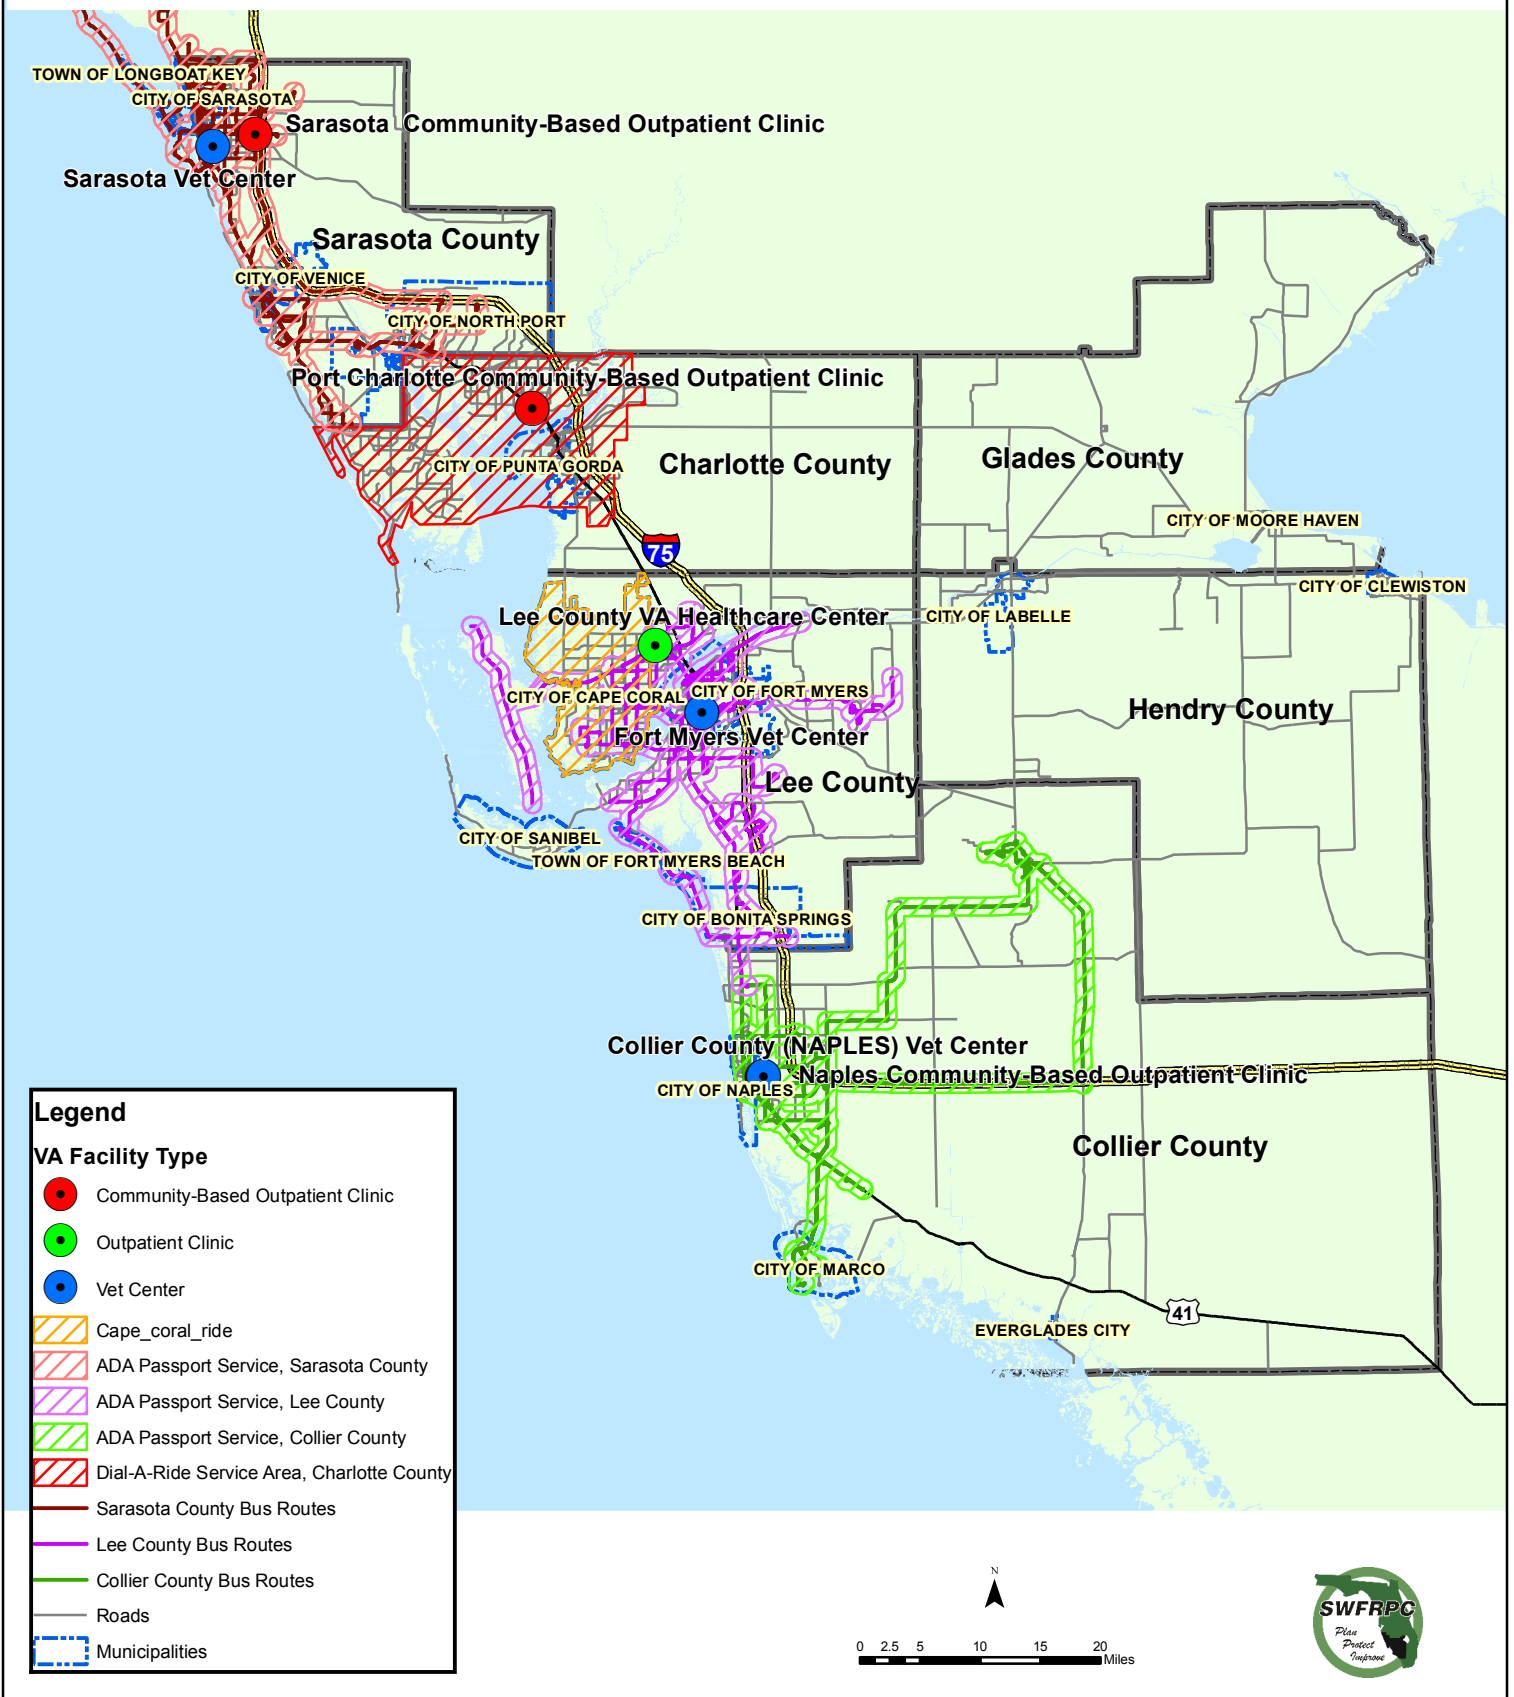 TOWN OF LONGBOAT KEY
CITY OF SARASOTA
Sarasota Community-Based Outpatient Clinic
Sarasota Vet Center
Sarasota County
CITY OF VENICE
CITY OF NORTH PORT
Port Charlotte Community-Based Outpatient Clinic
CITY OF PUNTA GORDA
Charlotte County
Glades County
CITY OF MOORE HAVEN
75
CITY OF CLEWISTON
Lee County VA Healthcare Center
CITY OF LABELLE
CITY OF CAPE CORAL
CITY OF FORT MYERS
Hendry County
Fort Myers Vet Center
Lee County
CITY OF SANIBEL
TOWN OF FORT MYERS BEACH
CITY OF BONITA SPRINGS
Collier County (NAPLES) Vet Center
Naples Community-Based Outpatient Clinic
CITY OF NAPLES
Collier County
CITY OF MARCO
41
EVERGLADES CITY
Legend
VA Facility Type
Community-Based Outpatient Clinic
Outpatient Clinic
Vet Center
Cape_coral_ride
ADA Passport Service, Sarasota County
ADA Passport Service, Lee County
ADA Passport Service, Collier County
Dial-A-Ride Service Area, Charlotte County
Sarasota County Bus Routes
Lee County Bus Routes
Collier County Bus Routes
Roads
Municipalities
N
0 2.5 5 10 15 20
Miles
SWFRPC
Plan
Protect
Improve